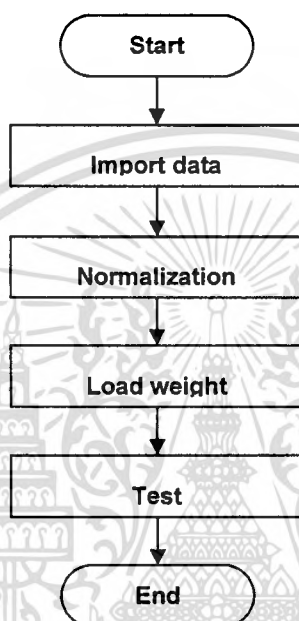 Start
Import data
Normalization
Load weight
Test
End